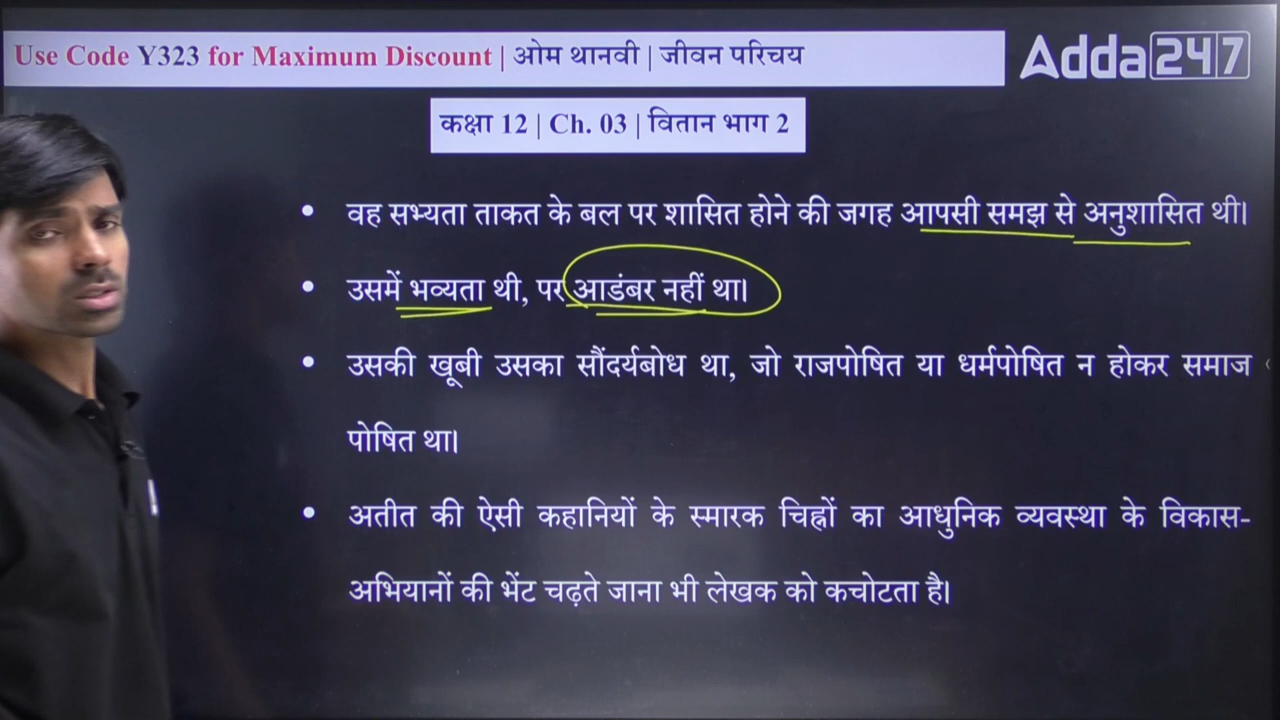 Use Code Y323 for Maximum Discount | ओम थानवी | जीवन परिचय
Adda247
कक्षा 12 | Ch. 03 | वितान भाग 2
• वह सभ्यता ताकत के बल पर शासित होने की जगह आपसी समझ से अनुशासित थी।
• उसमें भव्यता थी, पर आडंबर नहीं था।
• उसकी खूबी उसका सौंदर्यबोध था, जो राजपोषित या धर्मपोषित न होकर समाज
पोषित था।
• अतीत की ऐसी कहानियों के स्मारक चिह्नों का आधुनिक व्यवस्था के विकास-
अभियानों की भेंट चढ़ते जाना भी लेखक को कचोटता है।